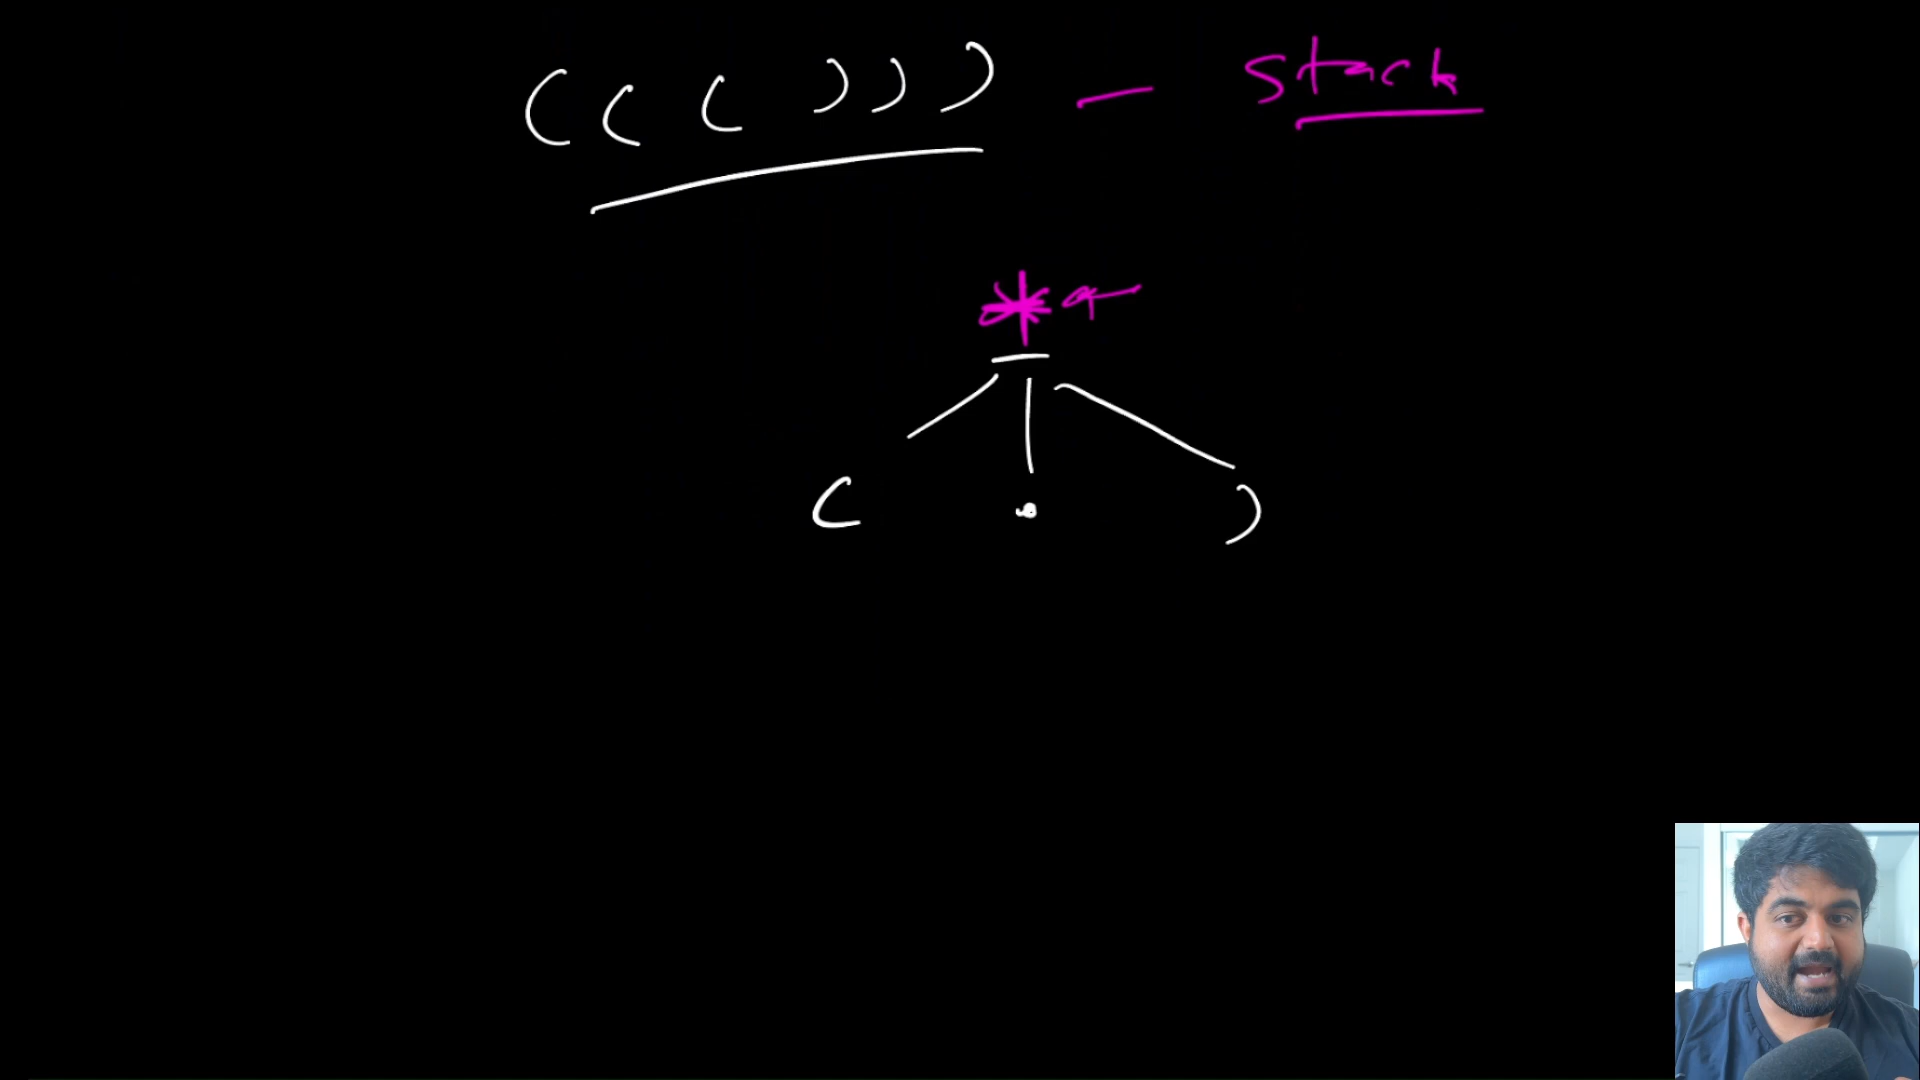 ((( ))) – stack
*←
( . )